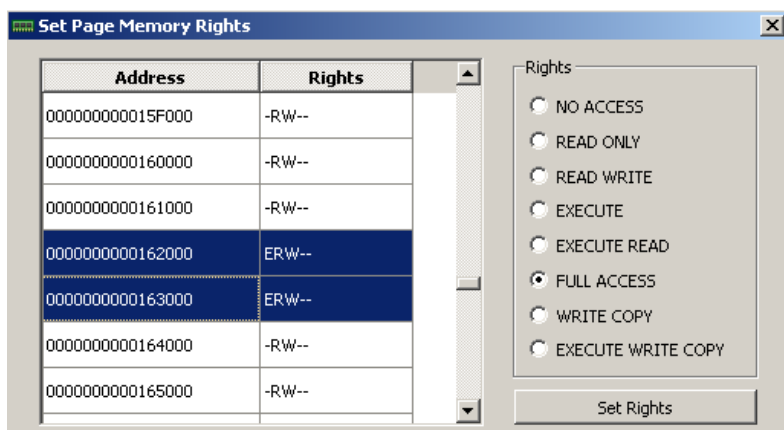 Set Page Memory Rights
Address Rights
000000000015F000 -RW--
0000000000160000 -RW--
0000000000161000 -RW--
0000000000162000 ERW--
0000000000163000 ERW--
0000000000164000 -RW--
0000000000165000 -RW--
Rights
NO ACCESS
READ ONLY
READ WRITE
EXECUTE
EXECUTE READ
FULL ACCESS
WRITE COPY
EXECUTE WRITE COPY
Set Rights